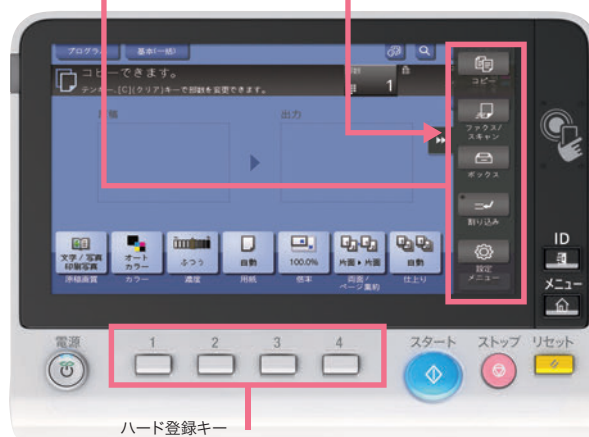 プログラム 基本(一括)
コピーできます。
テンキー、[C](クリア)キーで部数を変更できます。
部数
1
原稿 出力
コピー
ファクス/
スキャン
ボックス
割り込み
設定
メニュー
文字/写真
印刷写真
原稿画質
オート
カラー
カラー
ふつう
濃度
自動
用紙
100.0%
倍率
片面▶片面
両面/
ページ集約
自動
仕上り
ID
メニュー
電源 1 2 3 4 スタート ストップ リセット
ハード登録キー